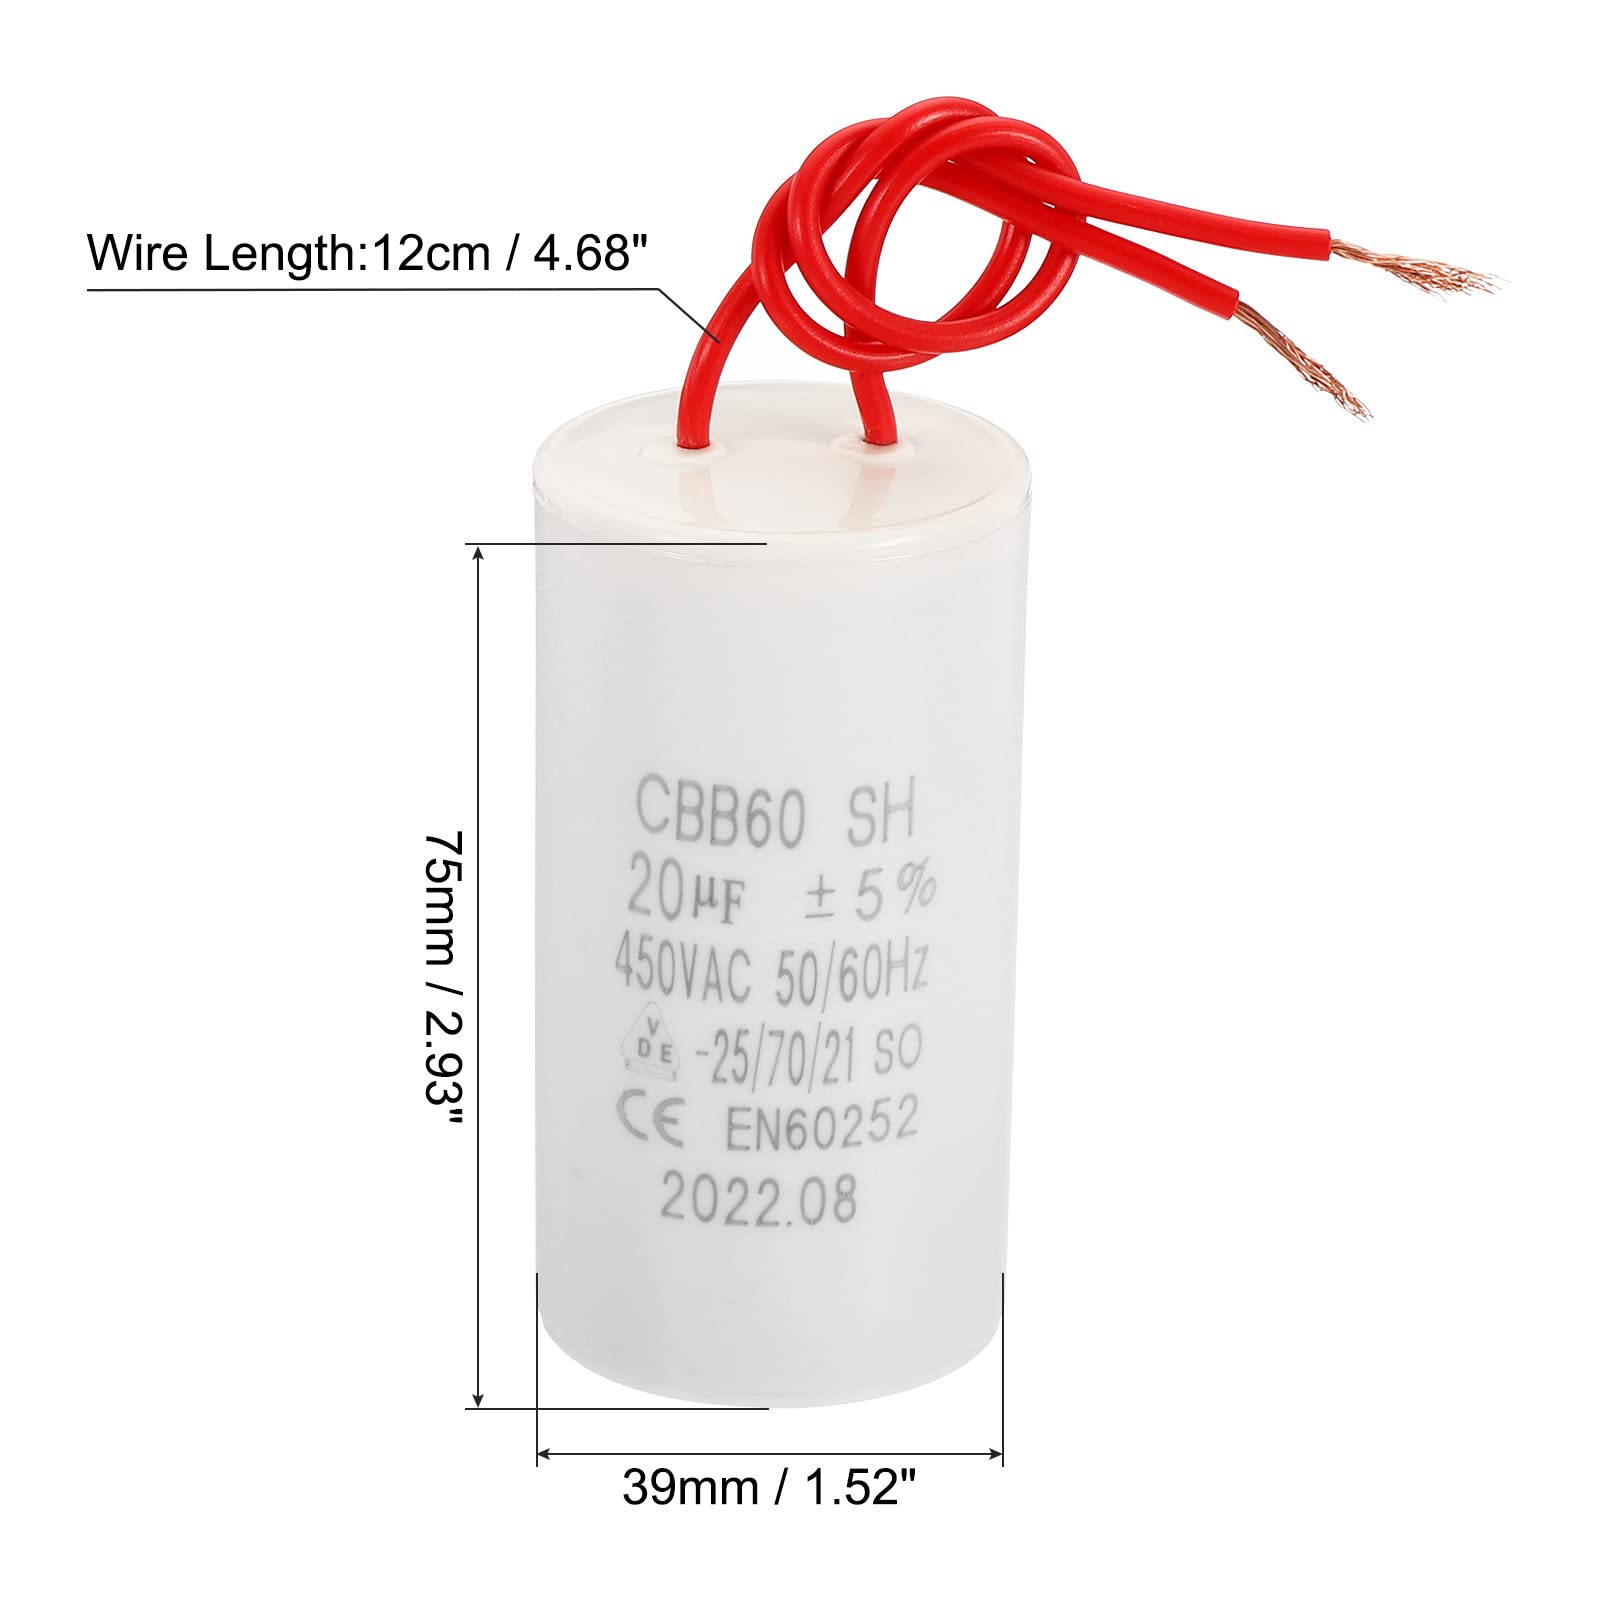 Wire Length:12cm / 4.68"
75mm / 2.93"
CBB60 SH
20μF ±5%
450VAC 50/60Hz
VDE -25/70/21 SO
CE EN60252
2022.08
39mm / 1.52"